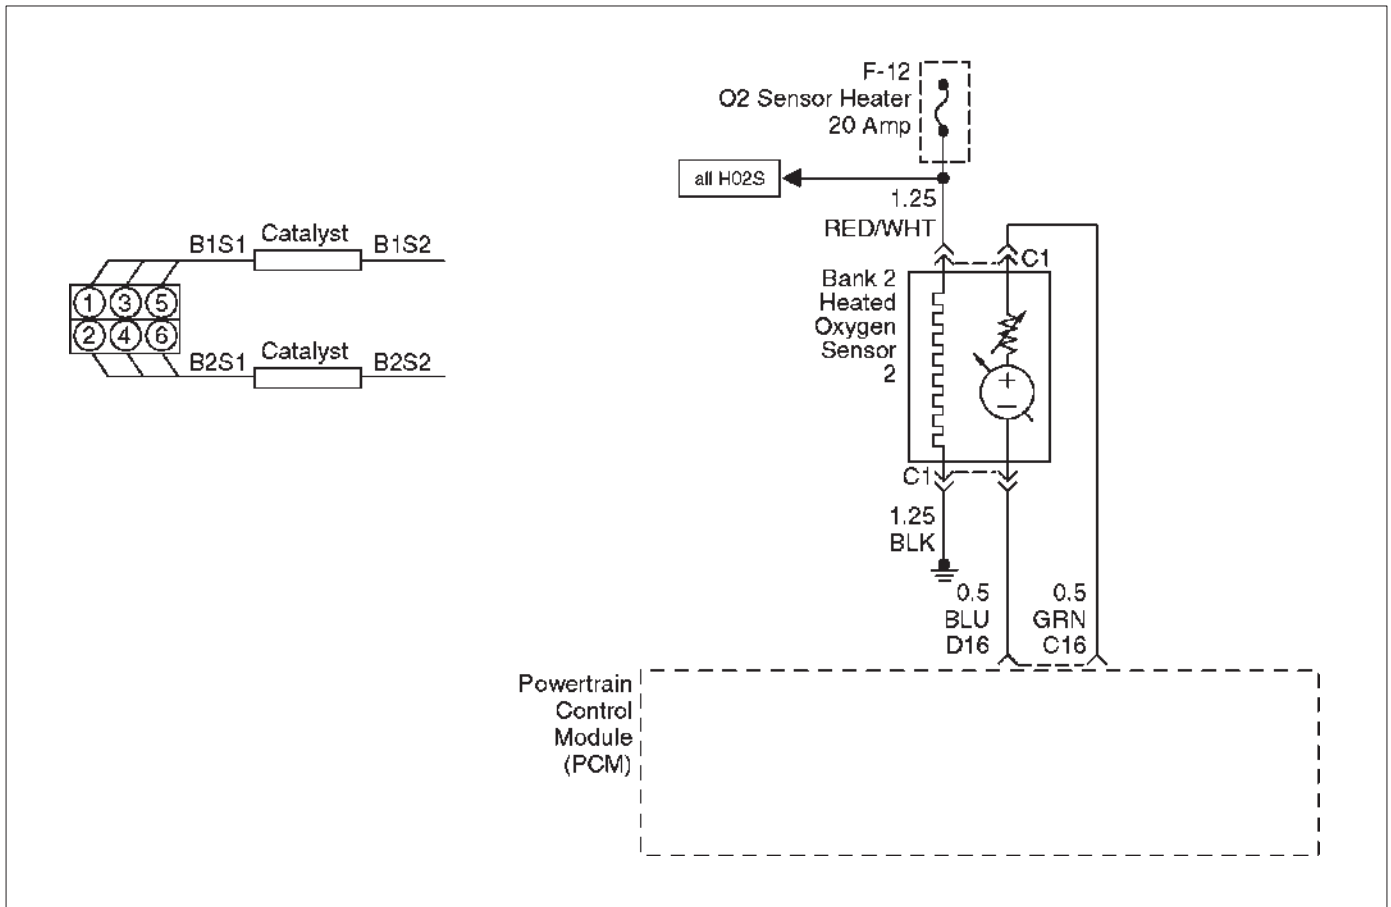 F-12
O2 Sensor Heater
20 Amp
all H02S
1.25
RED/WHT
C1
Bank 2
Heated
Oxygen
Sensor
2
C1
1.25
BLK
0.5
BLU
D16
0.5
GRN
C16
Powertrain
Control
Module
(PCM)
B1S1
Catalyst
B1S2
1 3 5
2 4 6
B2S1
Catalyst
B2S2
+
−